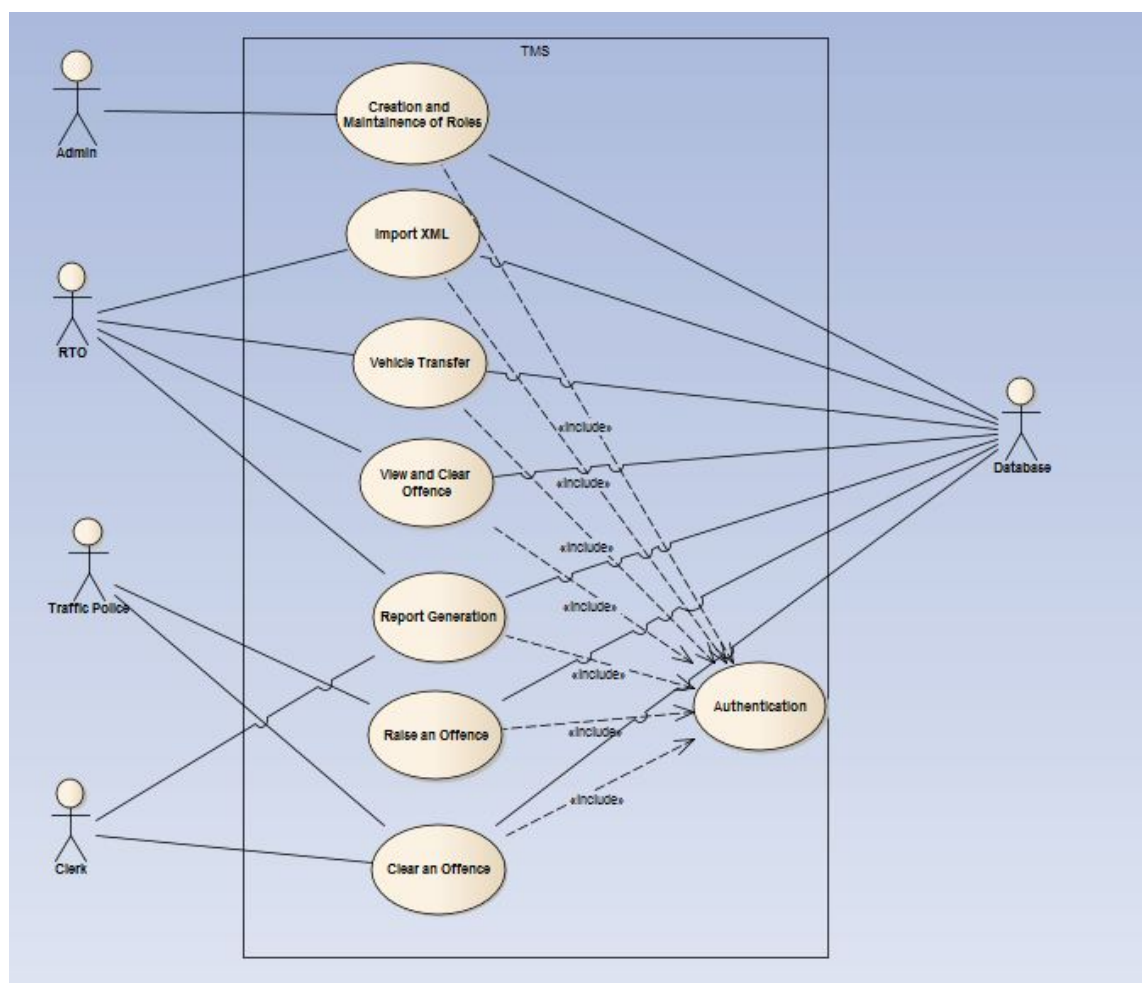 TMS
Creation and
Maintainence of Roles
Admin
Import XML
RTO
Vehicle Transfer
«Include»
Database
View and Clear
Offence
«Include»
«Include»
Traffic Police
Report Generation
«Include»
«Include»
Authentication
Raise an Offence
«Include»
«Include»
Clerk
Clear an Offence